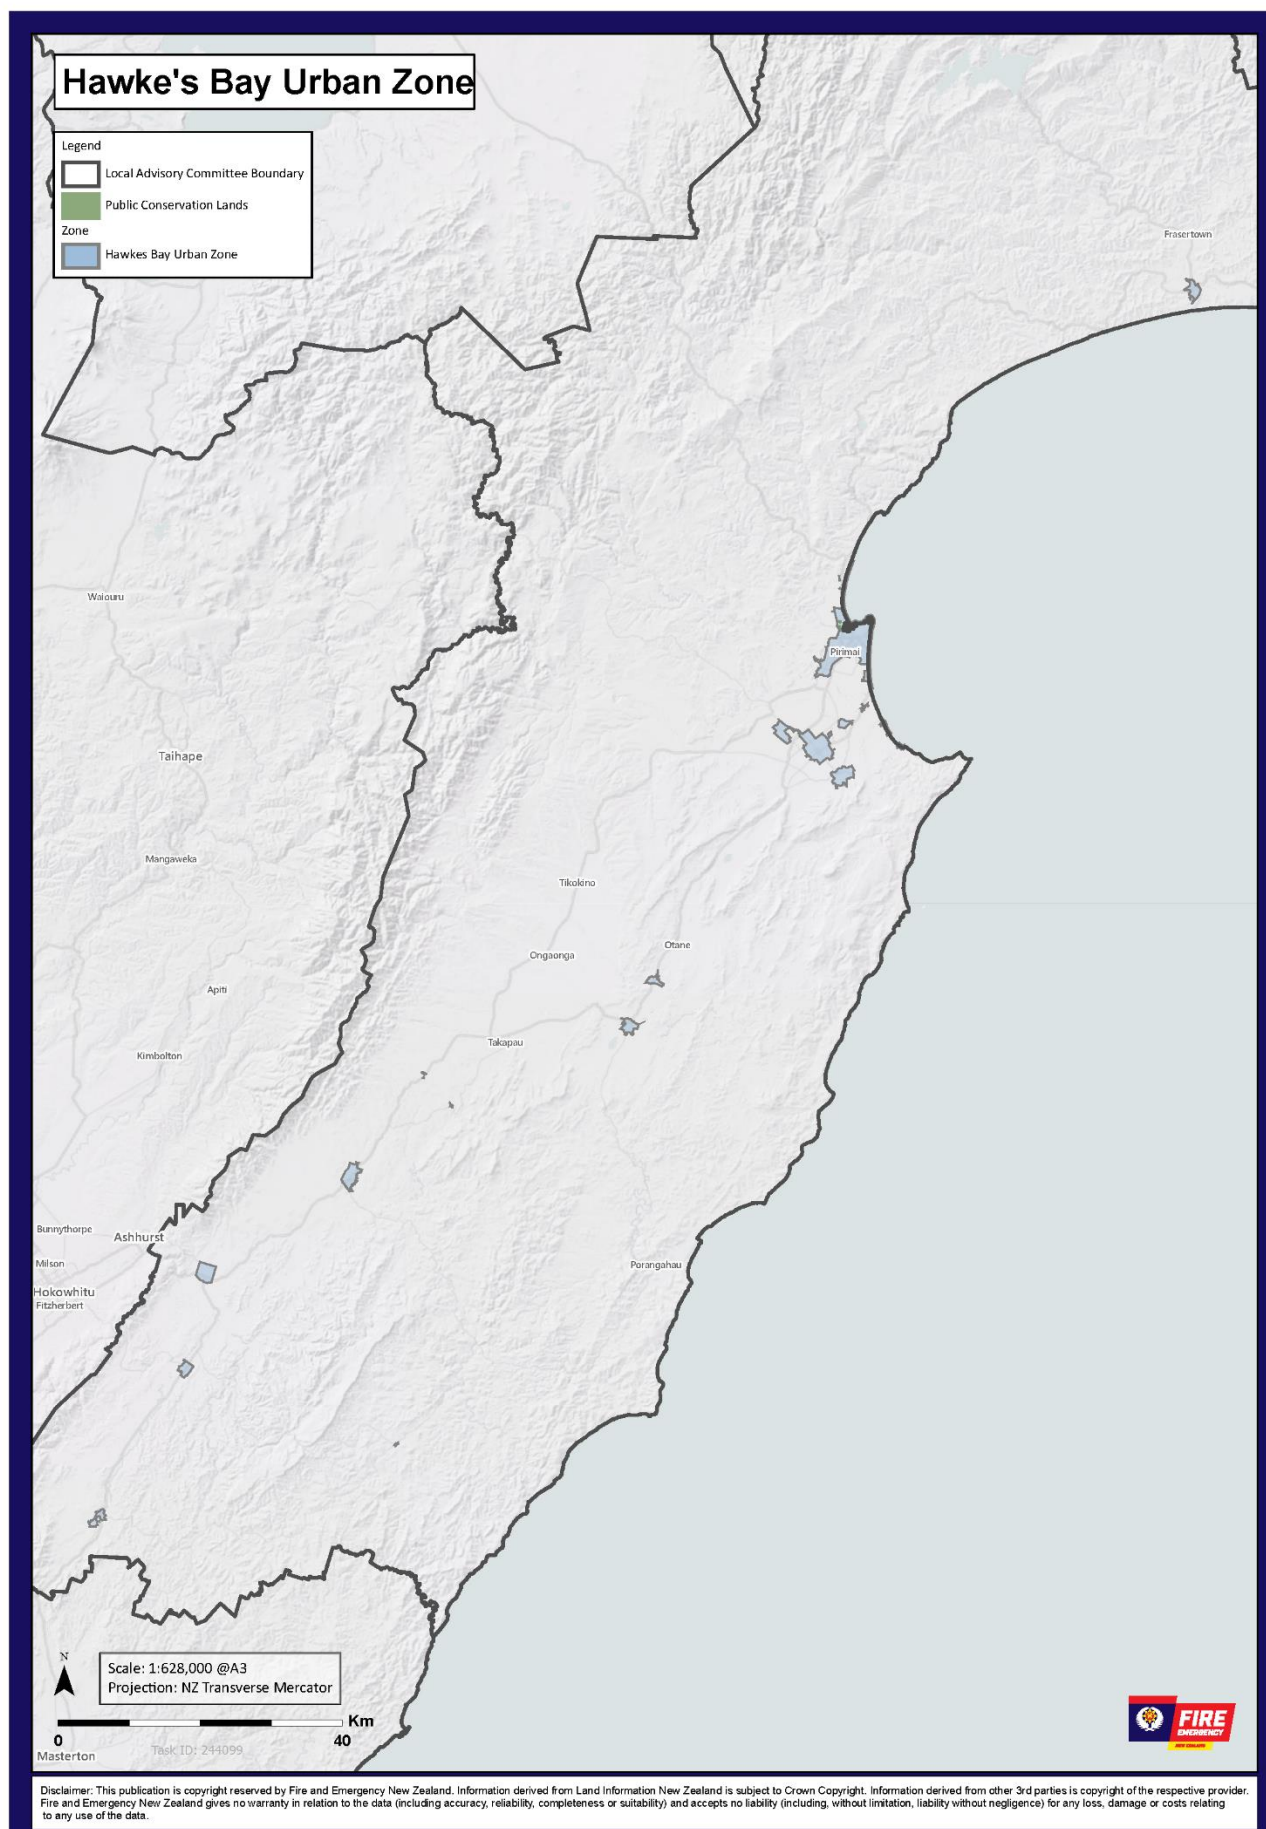 Hawke's Bay Urban Zone
Legend
Local Advisory Committee Boundary
Public Conservation Lands
Zone
Hawkes Bay Urban Zone
Frasertown
Waiouru
Pirimai
Taihape
Mangaweka
Tikokino
Otane
Ongaonga
Apiti
Takapau
Kimbolton
Bunnythorpe
Ashhurst
Milson
Porangahau
Hokowhitu
Fitzherbert
N
Scale: 1:628,000 @A3
Projection: NZ Transverse Mercator
Km
0
40
Task ID: 244099
Masterton
FIRE
EMERGENCY
NEW ZEALAND
Disclaimer: This publication is copyright reserved by Fire and Emergency New Zealand. Information derived from Land Information New Zealand is subject to Crown Copyright. Information derived from other 3rd parties is copyright of the respective provider.
Fire and Emergency New Zealand gives no warranty in relation to the data (including accuracy, reliability, completeness or suitability) and accepts no liability (including, without limitation, liability without negligence) for any loss, damage or costs relating
to any use of the data.